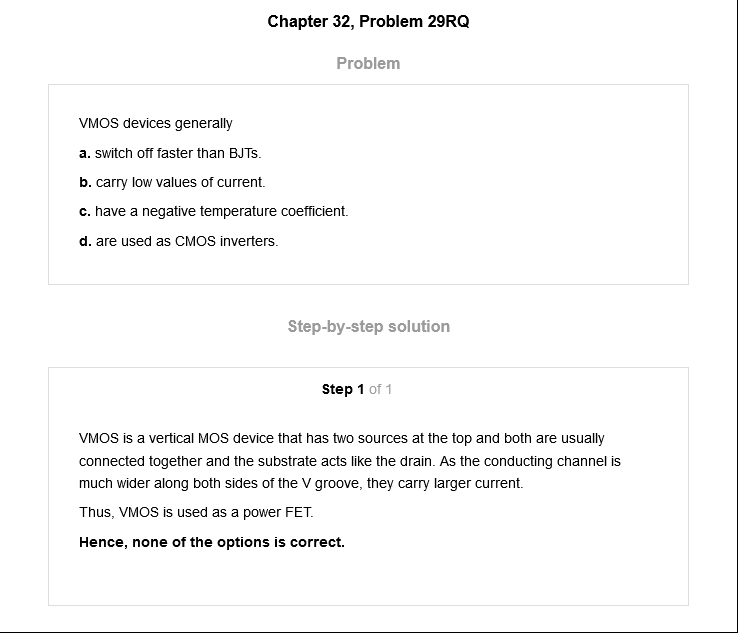 Chapter 32, Problem 29RQ
Problem
VMOS devices generally
a. switch off faster than BJTs.
b. carry low values of current.
c. have a negative temperature coefficient.
d. are used as CMOS inverters.
Step-by-step solution
Step 1 of 1
VMOS is a vertical MOS device that has two sources at the top and both are usually
connected together and the substrate acts like the drain. As the conducting channel is
much wider along both sides of the V groove, they carry larger current.
Thus, VMOS is used as a power FET.
Hence, none of the options is correct.